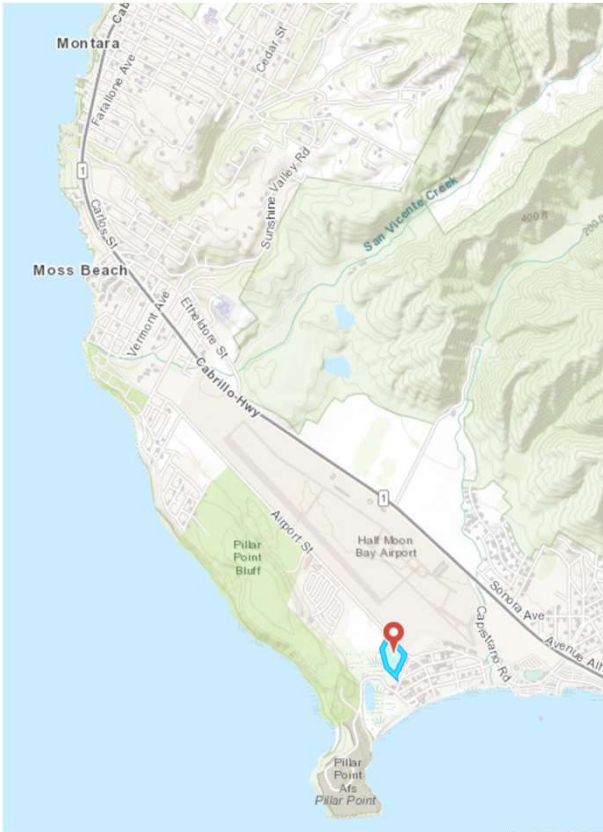 Cab
Montara
Cedar St
Farallone Ave
1
Sunshine Valley Rd
San Vicente Creek
400 ft
200 ft
Carlos St
Moss Beach
Etheldore St
Vermont Ave
Cabrillo Hwy
1
Airport St
Half Moon
Bay Airport
Pillar
Point
Bluff
Sonora Ave
Capistrano Rd
Avenue Alh
Pillar
Point
Afs
Pillar Point